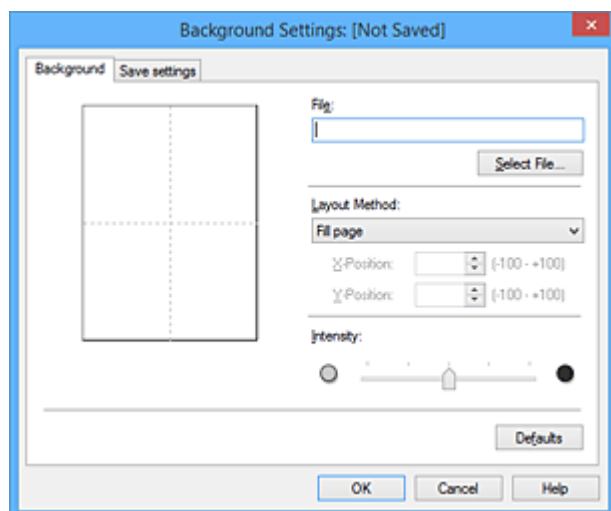 Background Settings: [Not Saved]
Background Save settings
File:
Select File...
Layout Method:
Fill page
X-Position: (-100 - +100)
Y-Position: (-100 - +100)
Intensity:
Defaults
OK Cancel Help